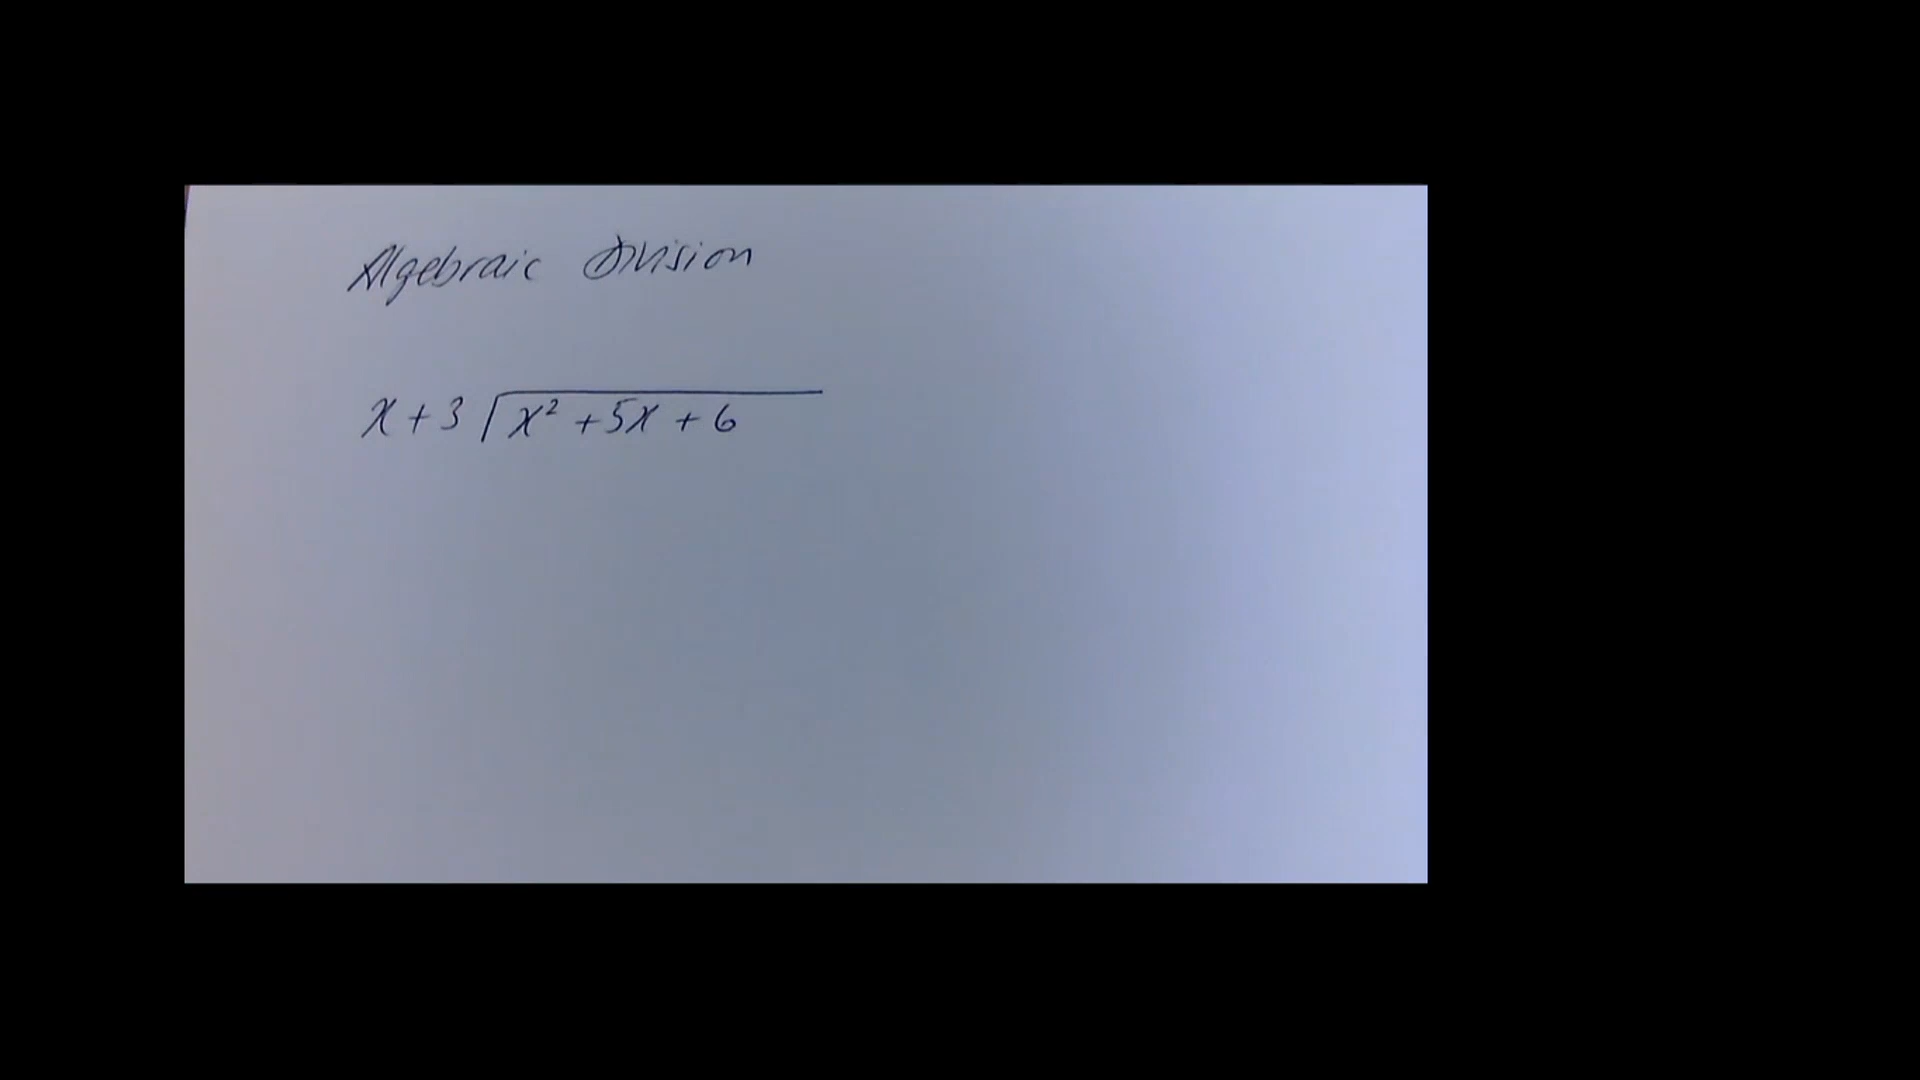 Algebraic Division
x + 3 x² + 5x + 6